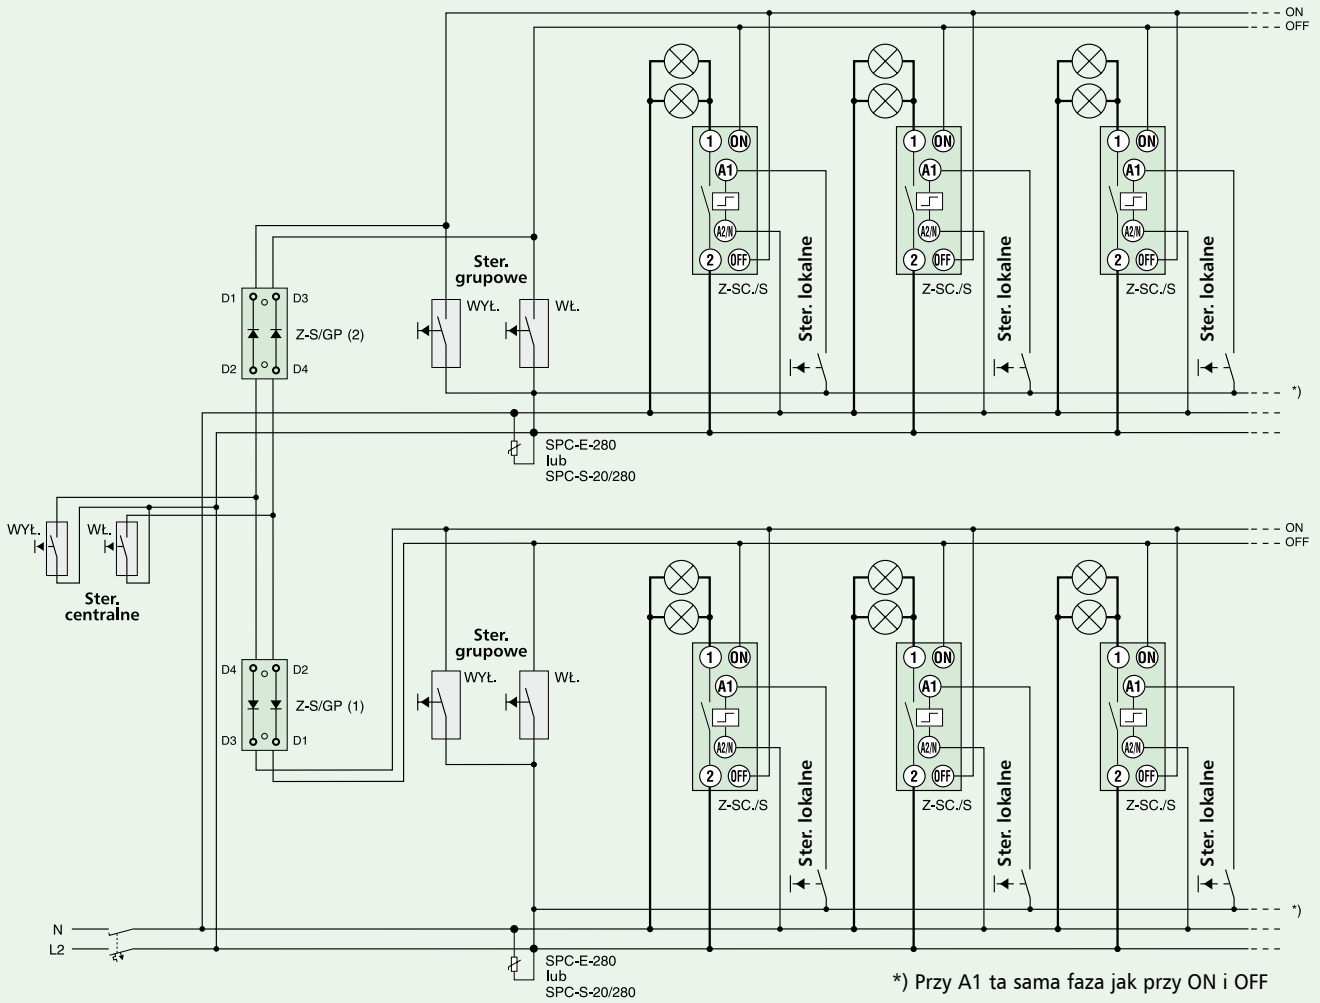 ON
OFF
1 ON
A1
A2/N
2 OFF
Z-SC./S
Ster. lokalne
1 ON
A1
A2/N
2 OFF
Z-SC./S
Ster. lokalne
1 ON
A1
A2/N
2 OFF
Z-SC./S
Ster. lokalne
Ster.
grupowe
WYŁ.
WŁ.
D1
D3
Z-S/GP (2)
D2
D4
*)
SPC-E-280
lub
SPC-S-20/280
WYŁ.
WŁ.
Ster.
centralne
ON
OFF
1 ON
A1
A2/N
2 OFF
Z-SC./S
Ster. lokalne
1 ON
A1
A2/N
2 OFF
Z-SC./S
Ster. lokalne
1 ON
A1
A2/N
2 OFF
Z-SC./S
Ster. lokalne
Ster.
grupowe
WYŁ.
WŁ.
D4
D2
Z-S/GP (1)
D3
D1
*)
N
L2
SPC-E-280
lub
SPC-S-20/280
*) Przy A1 ta sama faza jak przy ON i OFF